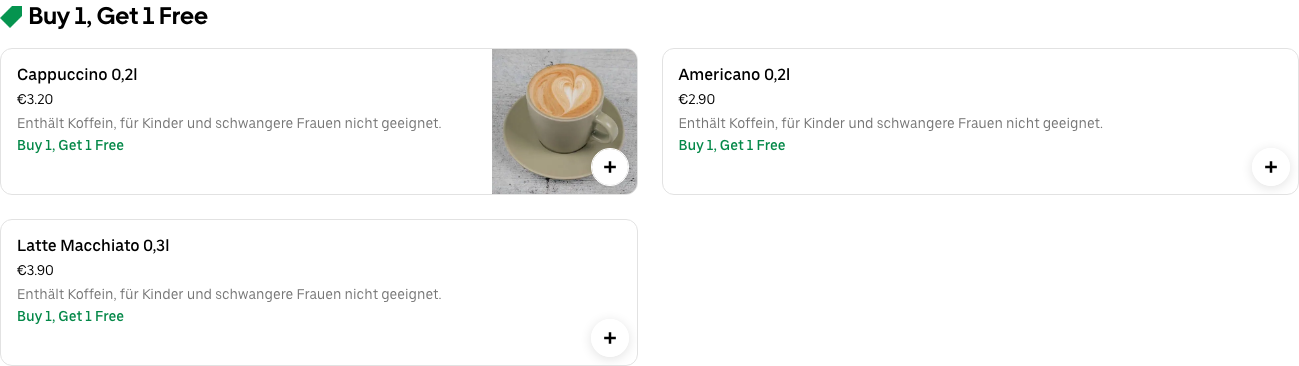 Buy 1, Get 1 Free
Cappuccino 0,2l
€3.20
Enthält Koffein, für Kinder und schwangere Frauen nicht geeignet.
Buy 1, Get 1 Free
Americano 0,2l
€2.90
Enthält Koffein, für Kinder und schwangere Frauen nicht geeignet.
Buy 1, Get 1 Free
Latte Macchiato 0,3l
€3.90
Enthält Koffein, für Kinder und schwangere Frauen nicht geeignet.
Buy 1, Get 1 Free